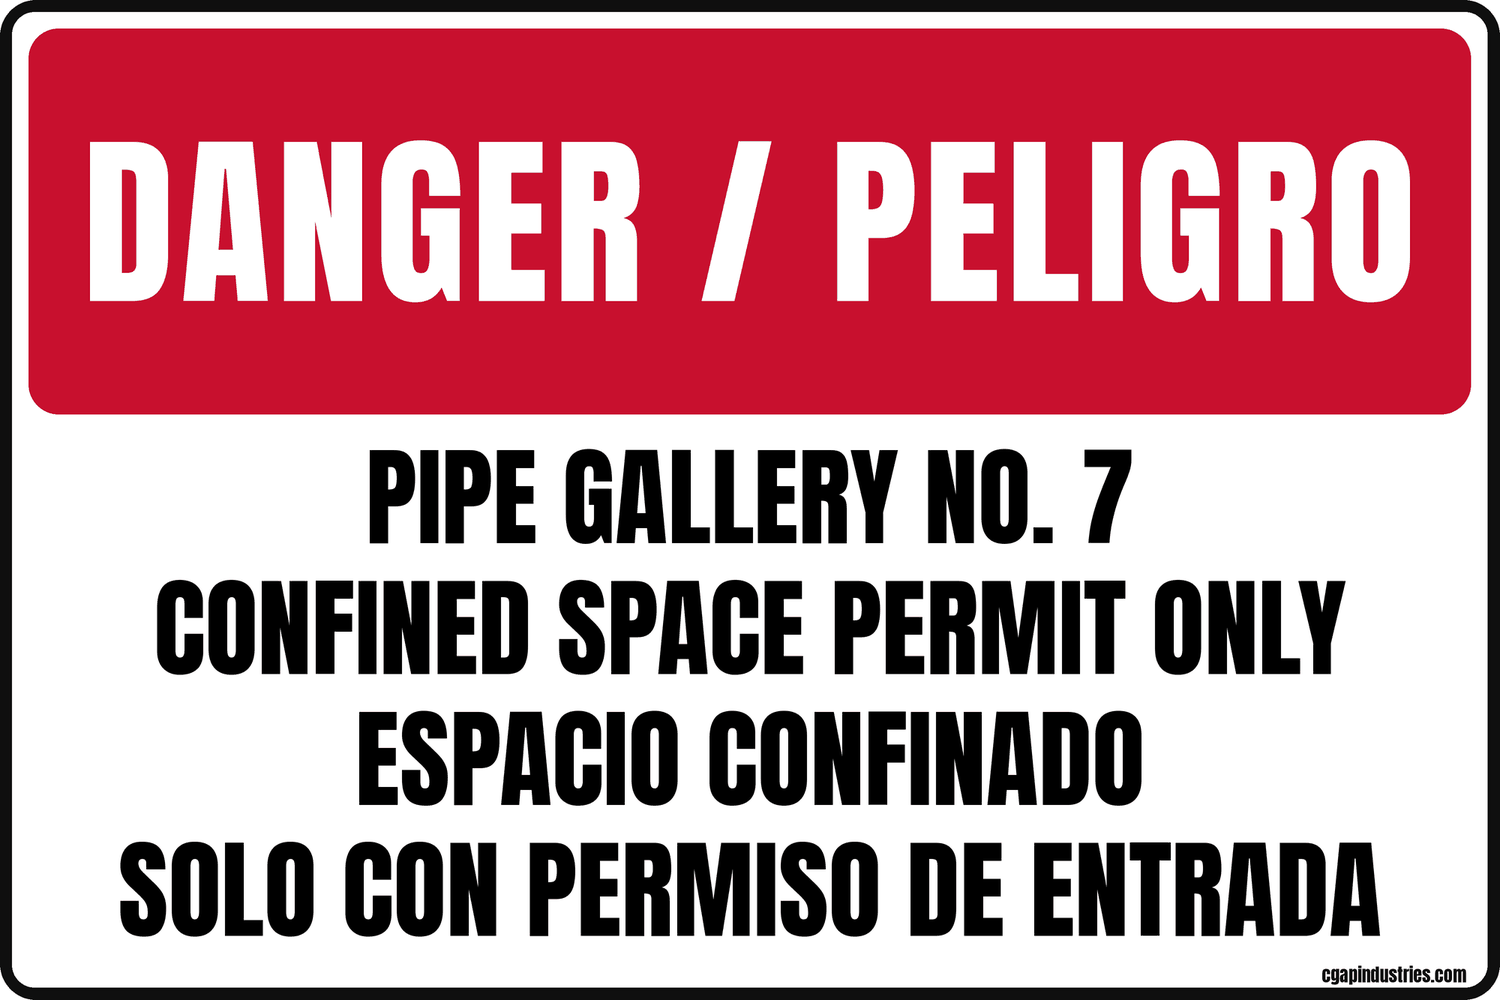 DANGER / PELIGRO
PIPE GALLERY NO. 7
CONFINED SPACE PERMIT ONLY
ESPACIO CONFINADO
SOLO CON PERMISO DE ENTRADA
cgapindustries.com